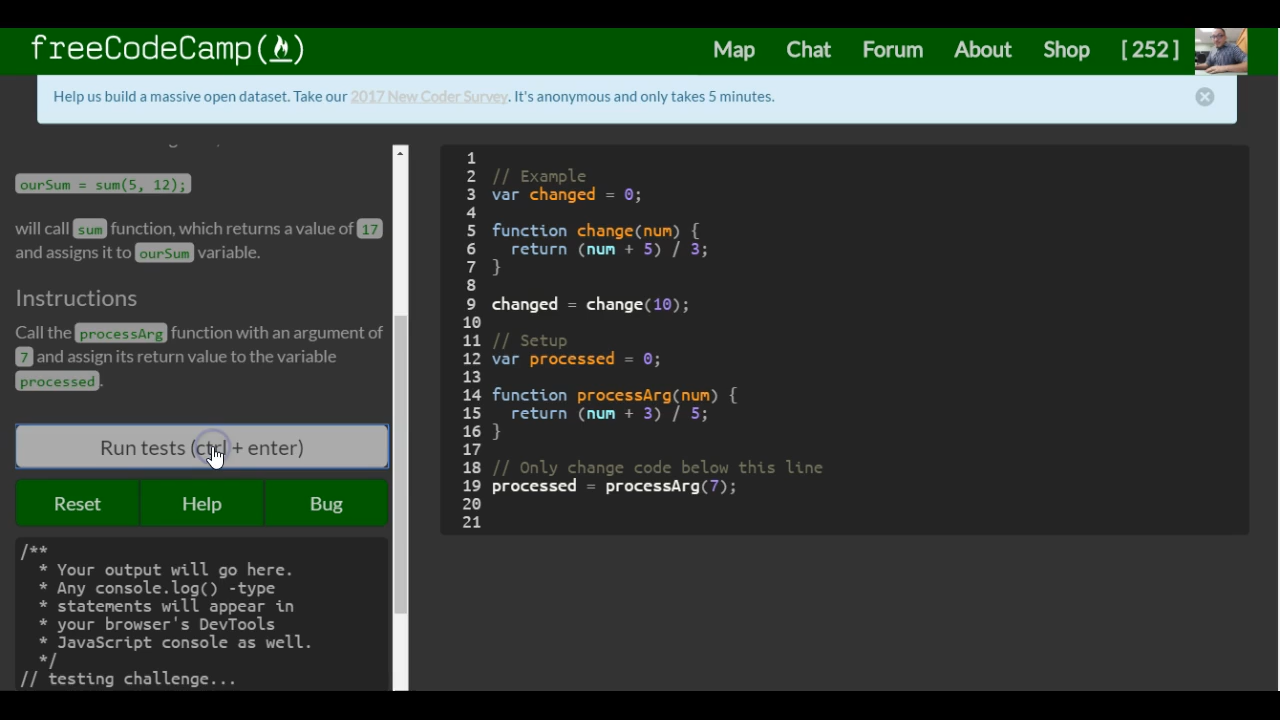 freeCodeCamp(🔥)
Map Chat Forum About Shop [ 252 ]
Help us build a massive open dataset. Take our 2017 New Coder Survey. It's anonymous and only takes 5 minutes.
ourSum = sum(5, 12);
will call sum function, which returns a value of 17
and assigns it to ourSum variable.
Instructions
Call the processArg function with an argument of
7 and assign its return value to the variable
processed.
Run tests (ctrl + enter)
Reset Help Bug
/**
* Your output will go here.
* Any console.log() -type
* statements will appear in
* your browser's DevTools
* JavaScript console as well.
*/
// testing challenge...
1
2 // Example
3 var changed = 0;
4
5 function change(num) {
6 return (num + 5) / 3;
7 }
8
9 changed = change(10);
10
11 // Setup
12 var processed = 0;
13
14 function processArg(num) {
15 return (num + 3) / 5;
16 }
17
18 // Only change code below this line
19 processed = processArg(7);
20
21